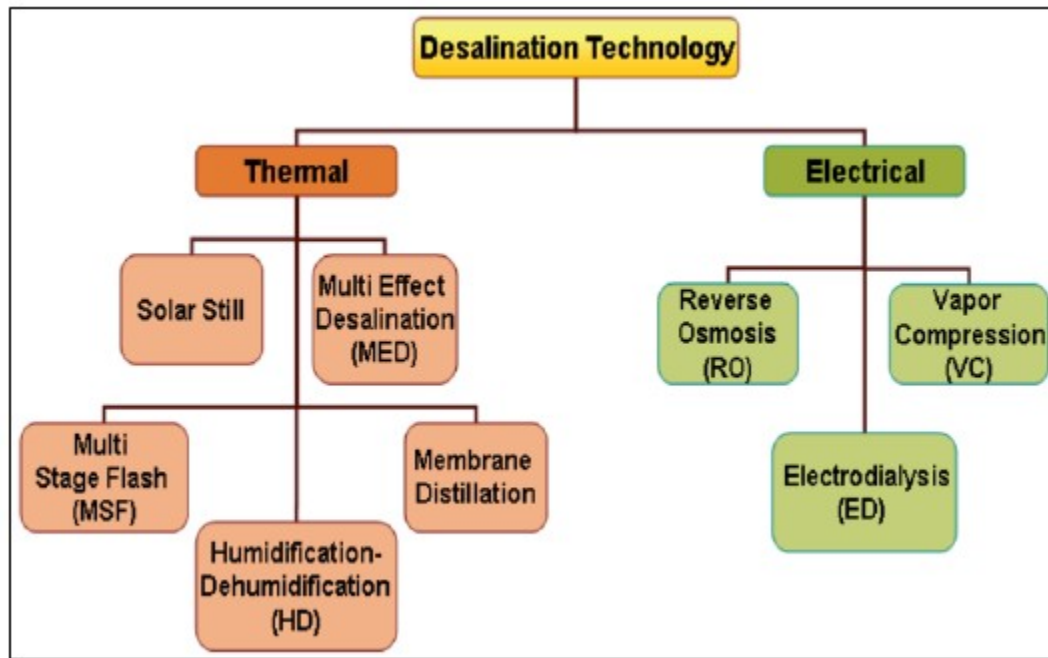 Desalination Technology
Thermal
Electrical
Solar Still
Multi Effect
Desalination
(MED)
Reverse
Osmosis
(RO)
Vapor
Compression
(VC)
Multi
Stage Flash
(MSF)
Membrane
Distillation
Electrodialysis
(ED)
Humidification-
Dehumidification
(HD)